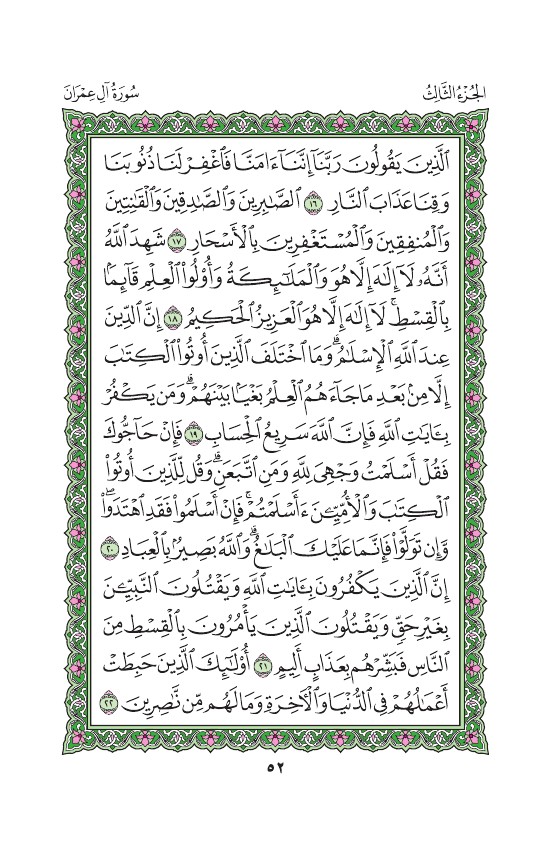 الجُزْءُ الثَّالِثُ
سُورَةُ آلِ عِمْرَانَ
ٱلَّذِينَ يَقُولُونَ رَبَّنَآ إِنَّنَآ ءَامَنَّا فَٱغْفِرْ لَنَا ذُنُوبَنَا
وَقِنَا عَذَابَ ٱلنَّارِ ١٦ ٱلصَّٰبِرِينَ وَٱلصَّٰدِقِينَ وَٱلْقَٰنِتِينَ
وَٱلْمُنفِقِينَ وَٱلْمُسْتَغْفِرِينَ بِٱلْأَسْحَارِ ١٧ شَهِدَ ٱللَّهُ
أَنَّهُۥ لَآ إِلَٰهَ إِلَّا هُوَ وَٱلْمَلَٰٓئِكَةُ وَأُو۟لُوا۟ ٱلْعِلْمِ قَآئِمًۢا
بِٱلْقِسْطِۚ لَآ إِلَٰهَ إِلَّا هُوَ ٱلْعَزِيزُ ٱلْحَكِيمُ ١٨ إِنَّ ٱلدِّينَ
عِندَ ٱللَّهِ ٱلْإِسْلَٰمُۗ وَمَا ٱخْتَلَفَ ٱلَّذِينَ أُوتُوا۟ ٱلْكِتَٰبَ
إِلَّا مِنۢ بَعْدِ مَا جَآءَهُمُ ٱلْعِلْمُ بَغْيًۢا بَيْنَهُمْۗ وَمَن يَكْفُرْ
بِـَٔايَٰتِ ٱللَّهِ فَإِنَّ ٱللَّهَ سَرِيعُ ٱلْحِسَابِ ١٩ فَإِنْ حَآجُّوكَ
فَقُلْ أَسْلَمْتُ وَجْهِىَ لِلَّهِ وَمَنِ ٱتَّبَعَنِۗ وَقُل لِّلَّذِينَ أُوتُوا۟
ٱلْكِتَٰبَ وَٱلْأُمِّيِّـۧنَ ءَأَسْلَمْتُمْۚ فَإِنْ أَسْلَمُوا۟ فَقَدِ ٱهْتَدَوا۟ۖ
وَّإِن تَوَلَّوْا۟ فَإِنَّمَا عَلَيْكَ ٱلْبَلَٰغُۗ وَٱللَّهُ بَصِيرٌۢ بِٱلْعِبَادِ ٢٠
إِنَّ ٱلَّذِينَ يَكْفُرُونَ بِـَٔايَٰتِ ٱللَّهِ وَيَقْتُلُونَ ٱلنَّبِيِّـۧنَ
بِغَيْرِ حَقٍّ وَيَقْتُلُونَ ٱلَّذِينَ يَأْمُرُونَ بِٱلْقِسْطِ مِنَ
ٱلنَّاسِ فَبَشِّرْهُم بِعَذَابٍ أَلِيمٍ ٢١ أُو۟لَٰٓئِكَ ٱلَّذِينَ حَبِطَتْ
أَعْمَٰلُهُمْ فِى ٱلدُّنْيَا وَٱلْأٓخِرَةِ وَمَا لَهُم مِّن نَّٰصِرِينَ ٢٢
٥٢